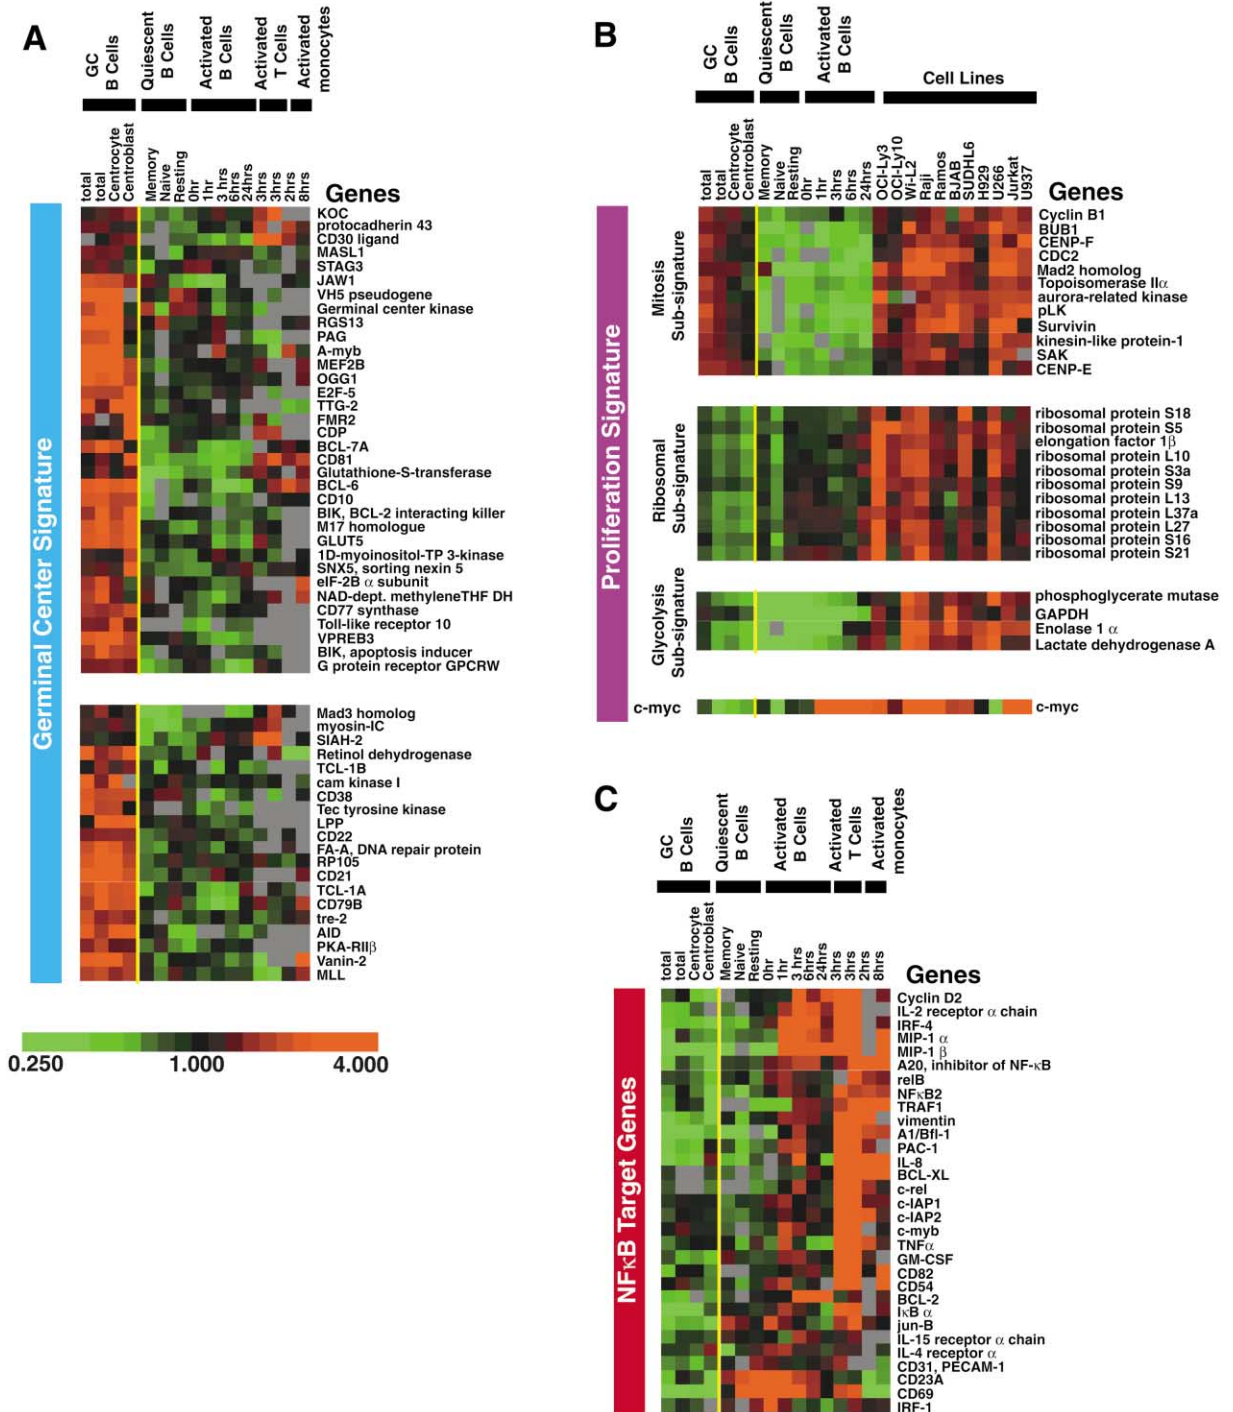 A
GC
B Cells
Quiescent
B Cells
Activated
B Cells
Activated
T Cells
Activated
monocytes
total
total
Centrocyte
Centroblast
Memory
Naive
Resting
0hr
1hr
3 hrs
6hrs
24hrs
3hrs
3hrs
2hrs
8hrs
Genes
Germinal Center Signature
KOC
protocadherin 43
CD30 ligand
MASL1
STAG3
JAW1
VH5 pseudogene
Germinal center kinase
RGS13
PAG
A-myb
MEF2B
OGG1
E2F-5
TTG-2
FMR2
CDP
BCL-7A
CD81
Glutathione-S-transferase
BCL-6
CD10
BIK, BCL-2 interacting killer
M17 homologue
GLUT5
1D-myoinositol-TP 3-kinase
SNX5, sorting nexin 5
eIF-2B α subunit
NAD-dept. methyleneTHF DH
CD77 synthase
Toll-like receptor 10
VPREB3
BIK, apoptosis inducer
G protein receptor GPCRW
Mad3 homolog
myosin-IC
SIAH-2
Retinol dehydrogenase
TCL-1B
cam kinase I
CD38
Tec tyrosine kinase
LPP
CD22
FA-A, DNA repair protein
RP105
CD21
TCL-1A
CD79B
tre-2
AID
PKA-RIIβ
Vanin-2
MLL
0.250 1.000 4.000
B
GC
B Cells
Quiescent
B Cells
Activated
B Cells
Cell Lines
total
total
Centrocyte
Centroblast
Memory
Naive
Resting
0hr
1hr
3hrs
6hrs
24hrs
OCI-Ly3
OCI-Ly10
Wi-L2
Raji
Ramos
BJAB
SUDHL6
H929
U266
Jurkat
U937
Genes
Proliferation Signature
Mitosis
Sub-signature
Cyclin B1
BUB1
CENP-F
CDC2
Mad2 homolog
Topoisomerase IIα
aurora-related kinase
pLK
Survivin
kinesin-like protein-1
SAK
CENP-E
Ribosomal
Sub-signature
ribosomal protein S18
ribosomal protein S5
elongation factor 1β
ribosomal protein L10
ribosomal protein S3a
ribosomal protein S9
ribosomal protein L13
ribosomal protein L37a
ribosomal protein L27
ribosomal protein S16
ribosomal protein S21
Glycolysis
Sub-signature
phosphoglycerate mutase
GAPDH
Enolase 1 α
Lactate dehydrogenase A
c-myc
c-myc
C
GC
B Cells
Quiescent
B Cells
Activated
B Cells
Activated
T Cells
Activated
monocytes
total
total
Centrocyte
Centroblast
Memory
Naive
Resting
0hr
1hr
3 hrs
6hrs
24hrs
3hrs
3hrs
2hrs
8hrs
Genes
NFκB Target Genes
Cyclin D2
IL-2 receptor α chain
IRF-4
MIP-1 α
MIP-1 β
A20, inhibitor of NF-κB
relB
NFκB2
TRAF1
vimentin
A1/Bfl-1
PAC-1
IL-8
BCL-XL
c-rel
c-IAP1
c-IAP2
c-myb
TNFα
GM-CSF
CD82
CD54
BCL-2
IκB α
jun-B
IL-15 receptor α chain
IL-4 receptor α
CD31, PECAM-1
CD23A
CD69
IRF-1